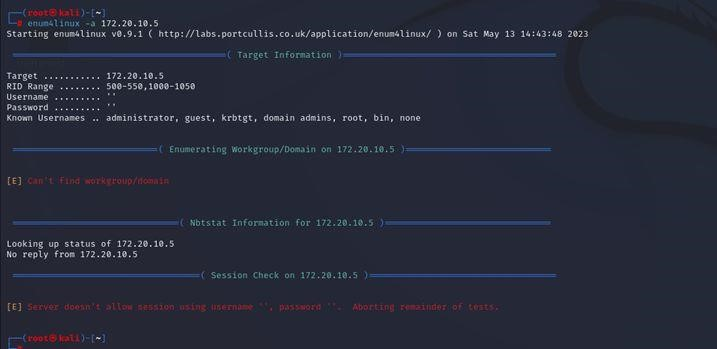 ┌──(root㉿kali)-[~]
└─# enum4linux -a 172.20.10.5
Starting enum4linux v0.9.1 ( http://labs.portcullis.co.uk/application/enum4linux/ ) on Sat May 13 14:43:48 2023
( Target Information )
Target ........... 172.20.10.5
RID Range ........ 500-550,1000-1050
Username ......... ''
Password ......... ''
Known Usernames .. administrator, guest, krbtgt, domain admins, root, bin, none
( Enumerating Workgroup/Domain on 172.20.10.5 )
[E] Can't find workgroup/domain
( Nbtstat Information for 172.20.10.5 )
Looking up status of 172.20.10.5
No reply from 172.20.10.5
( Session Check on 172.20.10.5 )
[E] Server doesn't allow session using username '', password ''.  Aborting remainder of tests.
┌──(root㉿kali)-[~]
└─#